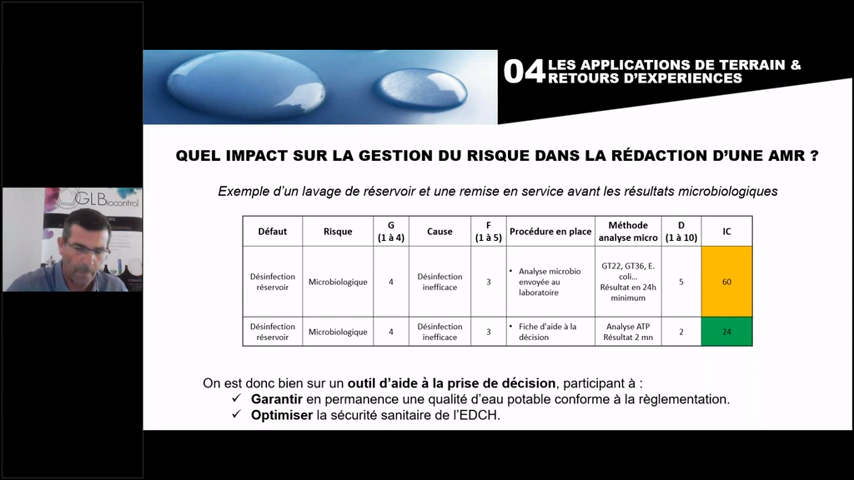 04 LES APPLICATIONS DE TERRAIN &
RETOURS D'EXPERIENCES
QUEL IMPACT SUR LA GESTION DU RISQUE DANS LA RÉDACTION D'UNE AMR ?
Exemple d'un lavage de réservoir et une remise en service avant les résultats microbiologiques
Défaut Risque G (1 à 4) Cause F (1 à 5) Procédure en place Méthode analyse micro D (1 à 10) IC
Désinfection réservoir Microbiologique 4 Désinfection inefficace 3 • Analyse microbio envoyée au laboratoire GT22, GT36, E. coli... Résultat en 24h minimum 5 60
Désinfection réservoir Microbiologique 4 Désinfection inefficace 3 • Fiche d'aide à la décision Analyse ATP Résultat 2 mn 2 24
On est donc bien sur un outil d'aide à la prise de décision, participant à :
✓ Garantir en permanence une qualité d'eau potable conforme à la règlementation.
✓ Optimiser la sécurité sanitaire de l'EDCH.
GLBiocontrol